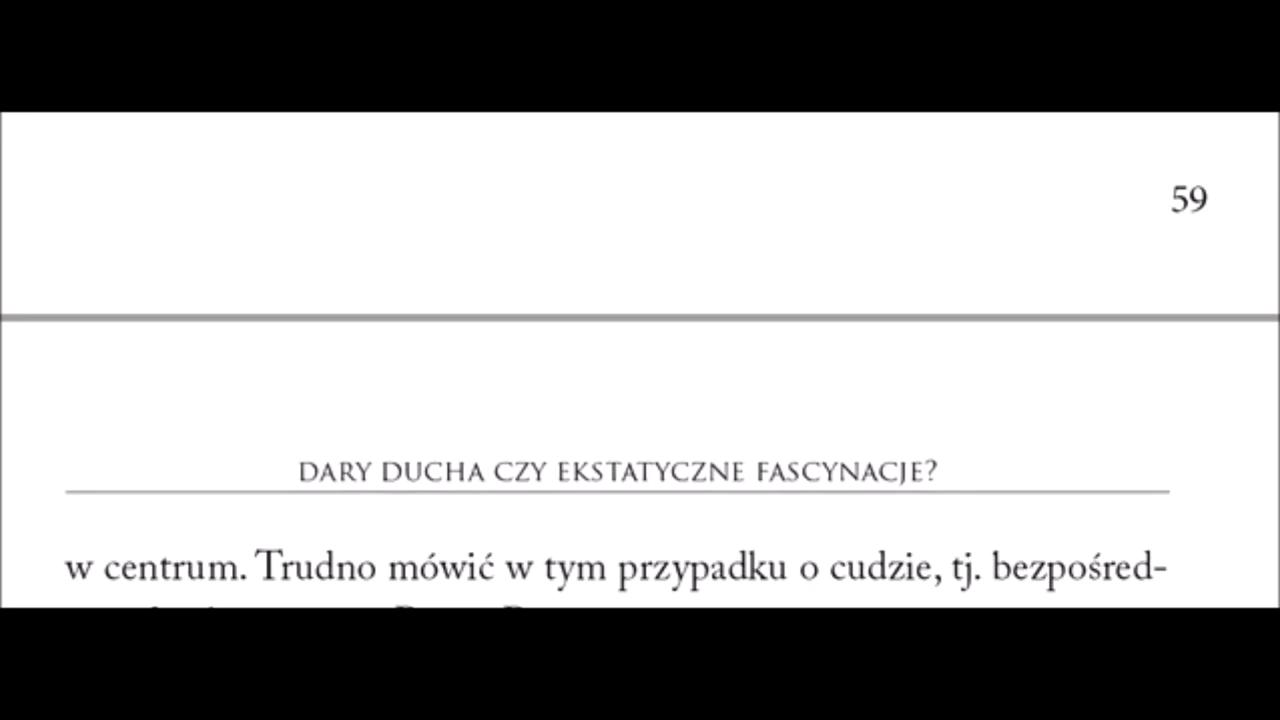 59
DARY DUCHA CZY EKSTATYCZNE FASCYNACJE?
w centrum. Trudno mówić w tym przypadku o cudzie, tj. bezpośred-